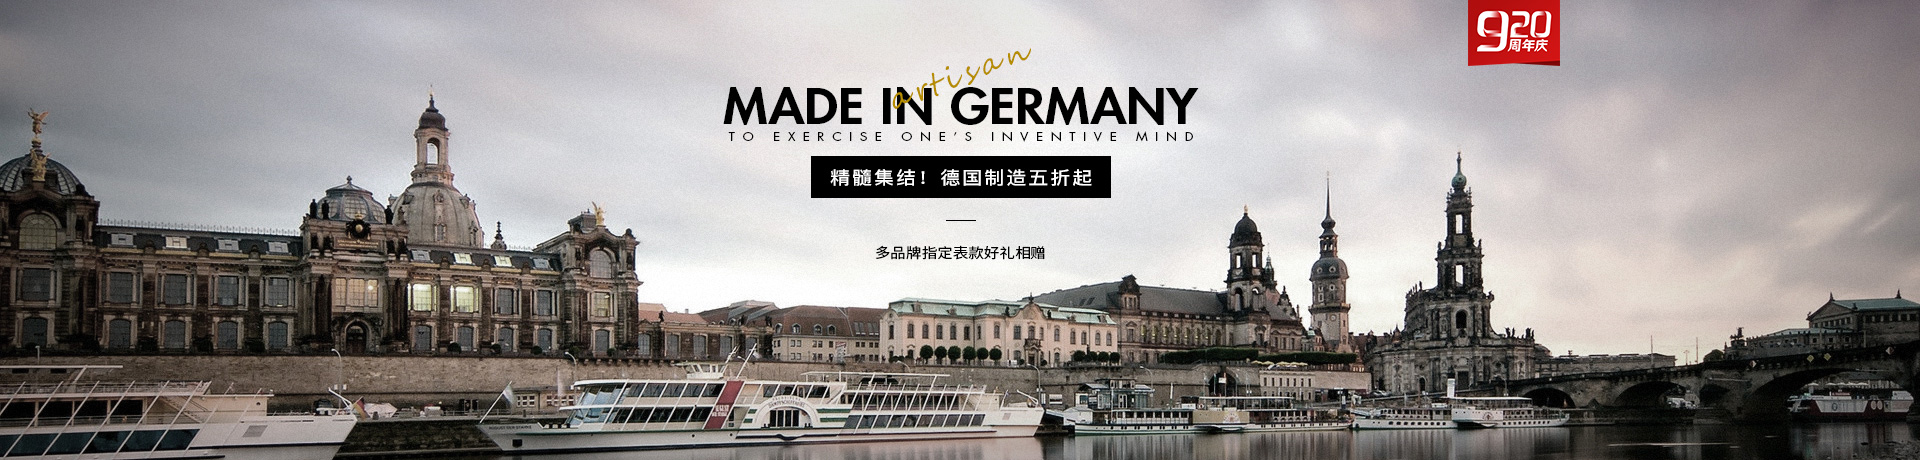 920
周年庆
artisan
MADE IN GERMANY
TO EXERCISE ONE'S INVENTIVE MIND
精髓集结！德国制造五折起
多品牌指定表款好礼相赠